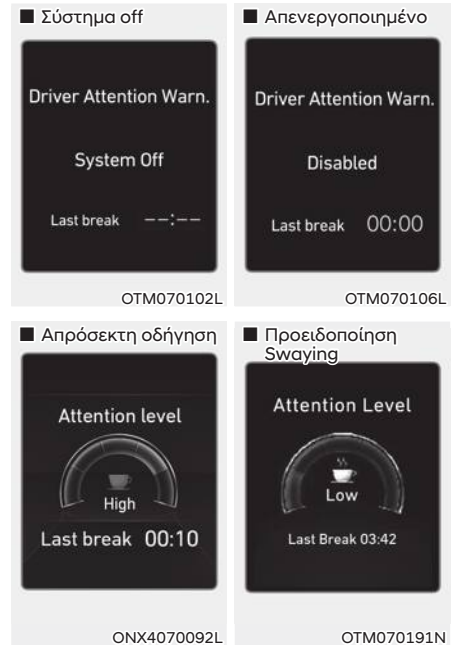 ■ Σύστημα off
Driver Attention Warn.
System Off
Last break --:--
OTM070102L
■ Απενεργοποιημένο
Driver Attention Warn.
Disabled
Last break 00:00
OTM070106L
■ Απρόσεκτη οδήγηση
Attention level
High
Last break 00:10
ONX4070092L
■ Προειδοποίηση
Swaying
Attention Level
Low
Last Break 03:42
OTM070191N